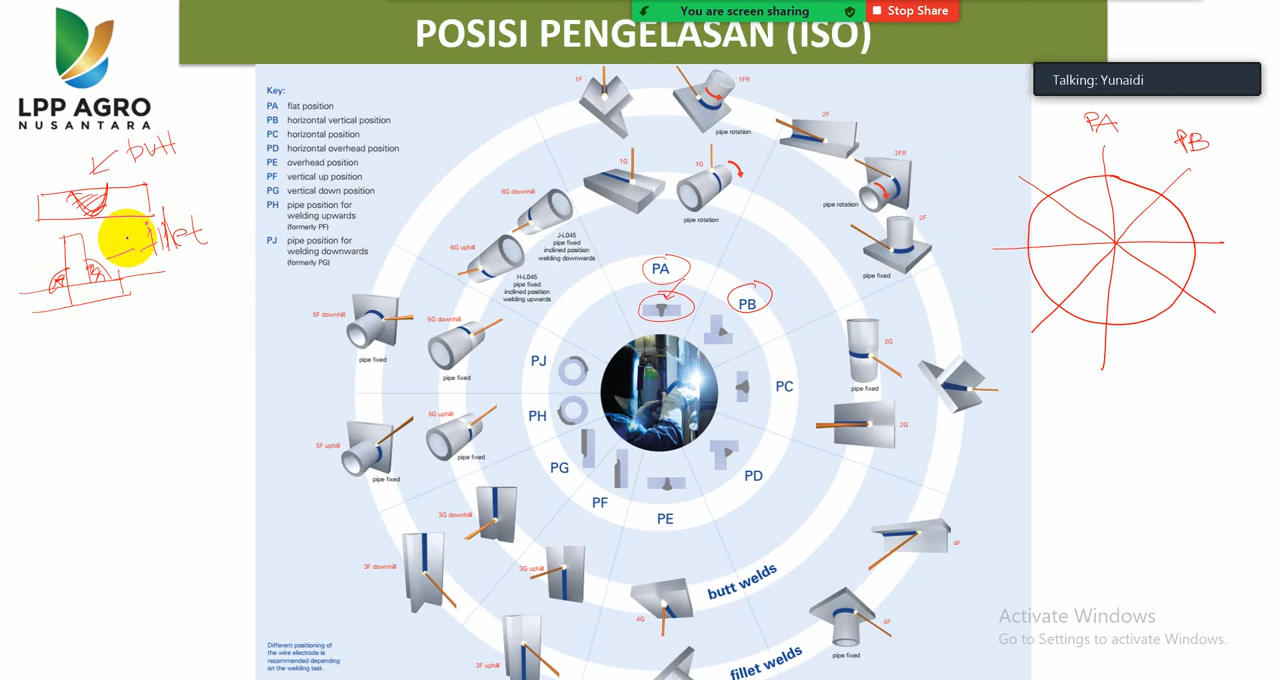 You are screen sharing
Stop Share
POSISI PENGELASAN (ISO)
LPP AGRO
NUSANTARA
Talking: Yunaidi
butt
fillet
PA
PB
Key:
PA flat position
PB horizontal vertical position
PC horizontal position
PD horizontal overhead position
PE overhead position
PF vertical up position
PG vertical down position
PH pipe position for
welding upwards
(formerly PF)
PJ pipe position for
welding downwards
(formerly PG)
1F
1FR
pipe rotation
2F
2FR
pipe rotation
2F
pipe fixed
1G
1G
pipe rotation
6G downhill
J-L045
pipe fixed
inclined position
welding downwards
6G uphill
H-L045
pipe fixed
inclined position
welding upwards
PA
PB
PC
PD
PE
PF
PG
PH
PJ
5F downhill
pipe fixed
5G downhill
pipe fixed
2G
pipe fixed
2G
5F uphill
pipe fixed
5G uphill
pipe fixed
3G downhill
3F downhill
3G uphill
3F uphill
4G
4F
4F
pipe fixed
butt welds
fillet welds
Different positioning of
the wire electrode is
recommended depending
on the welding task.
Activate Windows
Go to Settings to activate Windows.